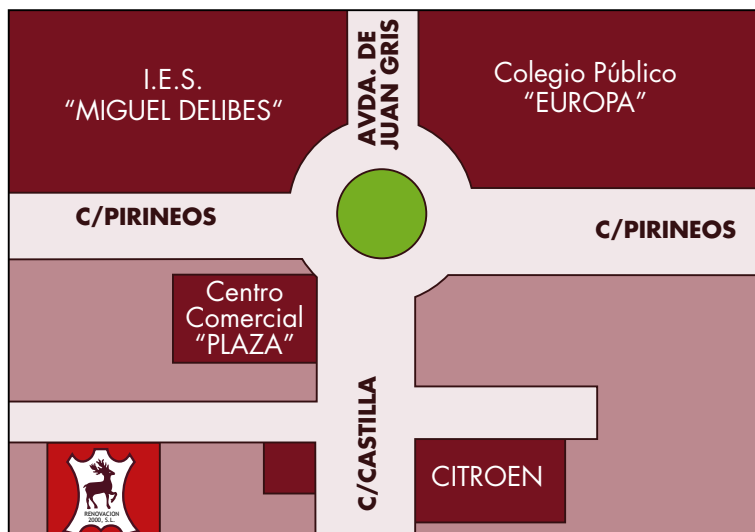 I.E.S.
“MIGUEL DELIBES“
AVDA. DE
JUAN GRIS
Colegio Público
“EUROPA”
C/PIRINEOS
C/PIRINEOS
Centro
Comercial
“PLAZA”
C/CASTILLA
CITROEN
RENOVACION
2000, S.L.